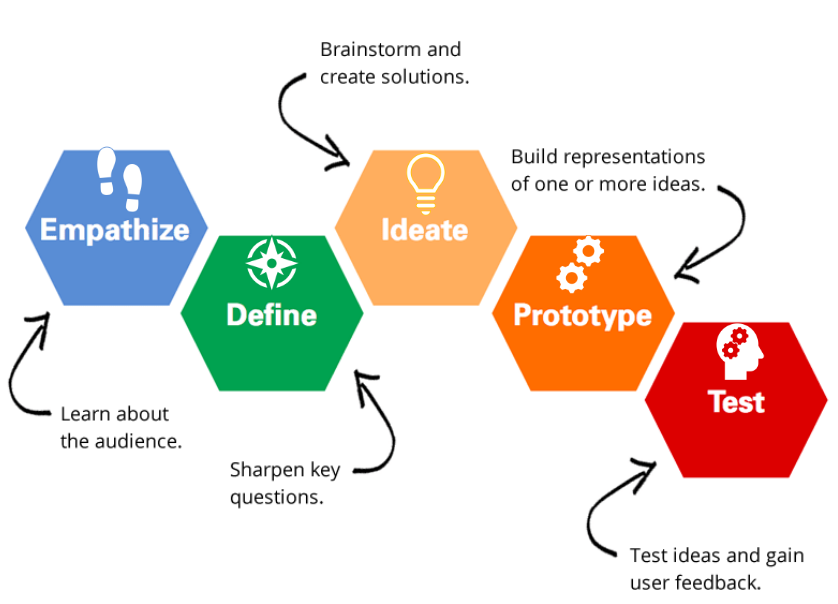 Brainstorm and
create solutions.
Build representations
of one or more ideas.
Empathize
Ideate
Define
Prototype
Test
Learn about
the audience.
Sharpen key
questions.
Test ideas and gain
user feedback.